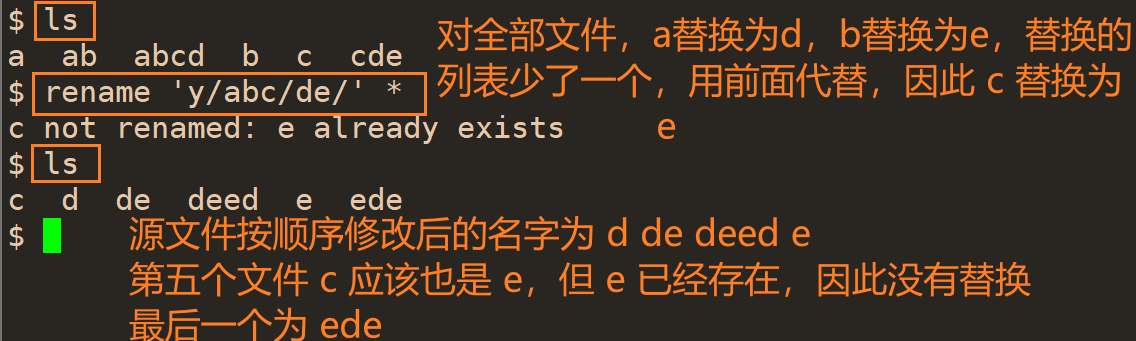 $ ls
a  ab  abcd  b  c  cde
$ rename 'y/abc/de/' *
c not renamed: e already exists
$ ls
c  d  de  deed  e  ede
$
对全部文件，a替换为d，b替换为e，替换的
列表少了一个，用前面代替，因此 c 替换为
e
源文件按顺序修改后的名字为 d de deed e
第五个文件 c 应该也是 e，但 e 已经存在，因此没有替换
最后一个为 ede